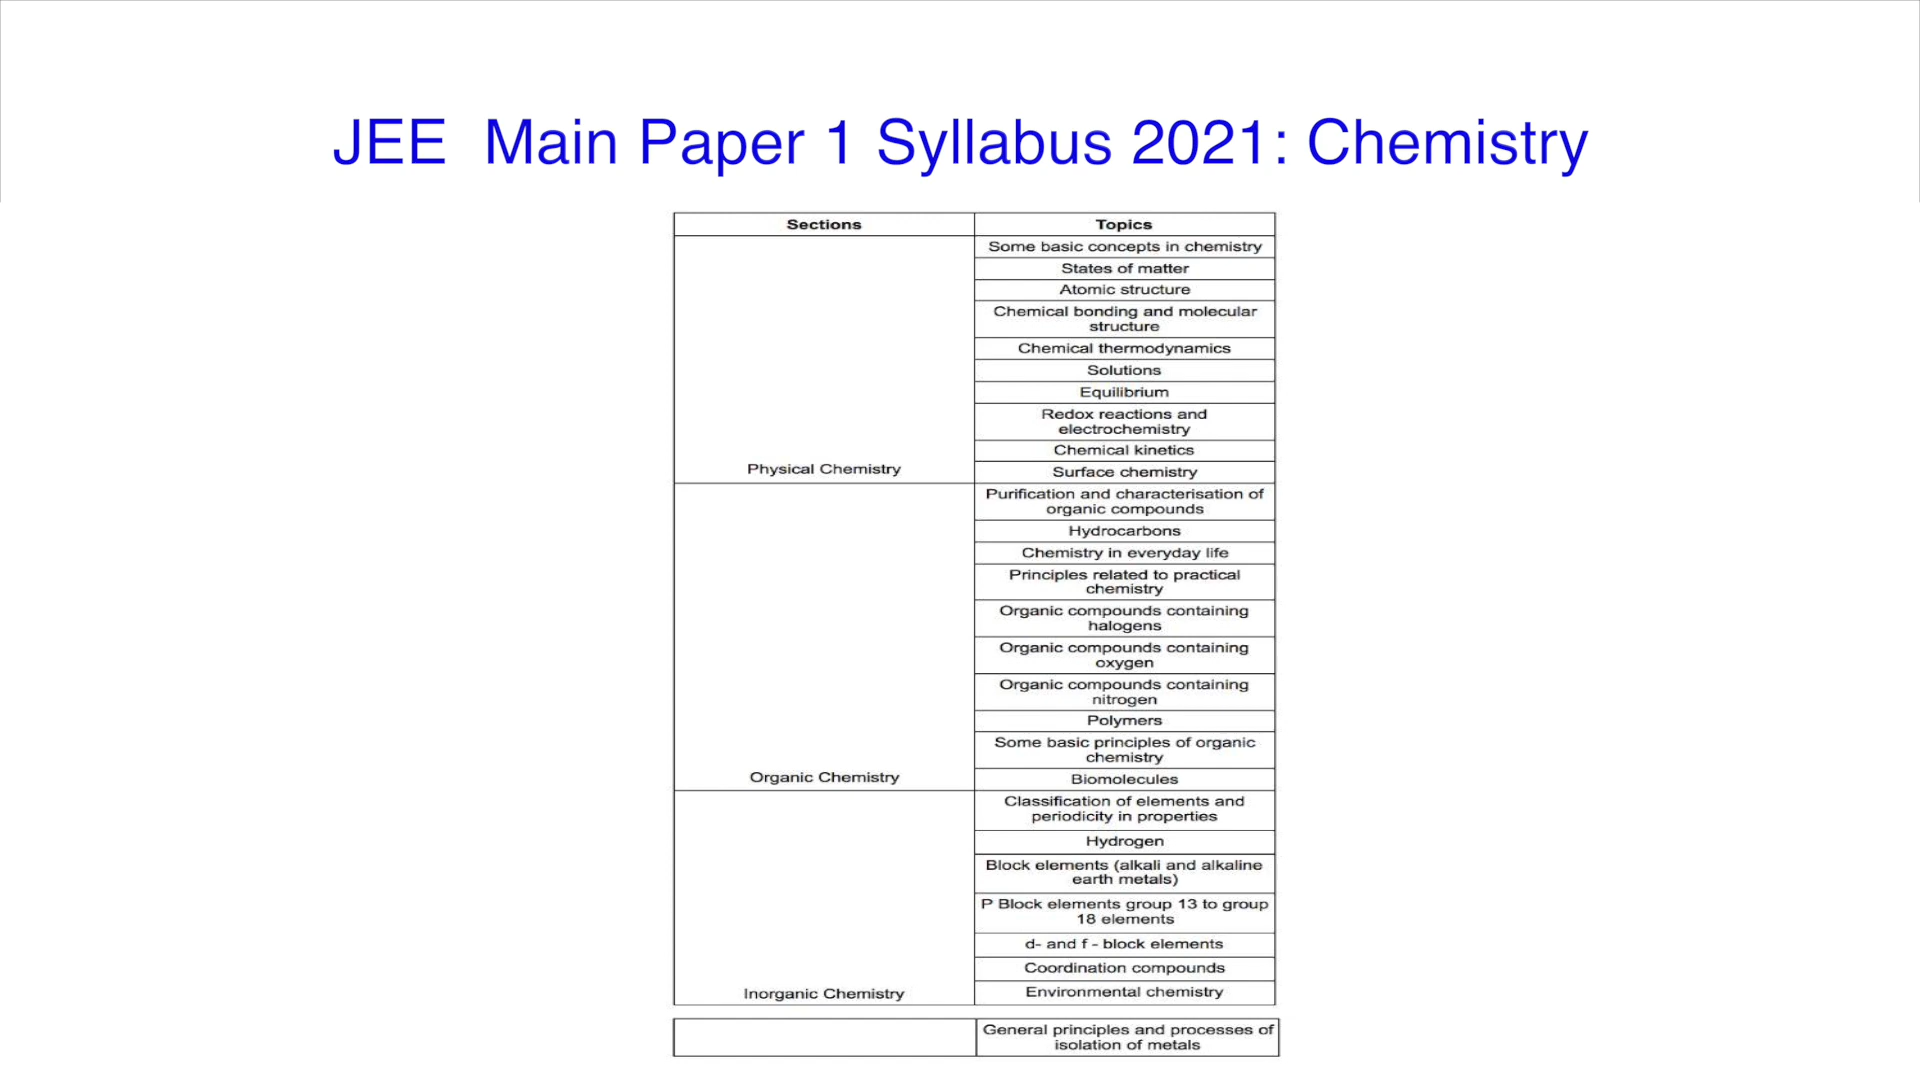 JEE  Main Paper 1 Syllabus 2021: Chemistry
Sections
Topics
Some basic concepts in chemistry
States of matter
Atomic structure
Chemical bonding and molecular
structure
Chemical thermodynamics
Solutions
Equilibrium
Redox reactions and
electrochemistry
Chemical kinetics
Physical Chemistry
Surface chemistry
Purification and characterisation of
organic compounds
Hydrocarbons
Chemistry in everyday life
Principles related to practical
chemistry
Organic compounds containing
halogens
Organic compounds containing
oxygen
Organic compounds containing
nitrogen
Polymers
Some basic principles of organic
chemistry
Organic Chemistry
Biomolecules
Classification of elements and
periodicity in properties
Hydrogen
Block elements (alkali and alkaline
earth metals)
P Block elements group 13 to group
18 elements
d- and f - block elements
Coordination compounds
Inorganic Chemistry
Environmental chemistry
General principles and processes of
isolation of metals